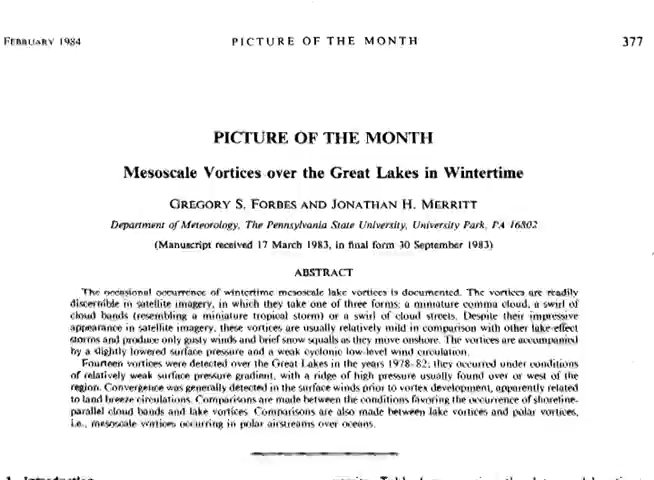 FEBRUARY 1984 PICTURE OF THE MONTH 377
PICTURE OF THE MONTH
Mesoscale Vortices over the Great Lakes in Wintertime
GREGORY S. FORBES AND JONATHAN H. MERRITT
Department of Meteorology, The Pennsylvania State University, University Park, PA 16802
(Manuscript received 17 March 1983, in final form 30 September 1983)
ABSTRACT
The occasional occurrence of wintertime mesoscale lake vortices is documented. The vortices are readily
discernible in satellite imagery, in which they take one of three forms: a miniature comma cloud, a swirl of
cloud bands (resembling a miniature tropical storm) or a swirl of cloud streets. Despite their impressive
appearance in satellite imagery, these vortices are usually relatively mild in comparison with other lake-effect
storms and produce only gusty winds and brief snow squalls as they move onshore. The vortices are accompanied
by a slightly lowered surface pressure and a weak cyclonic low-level wind circulation.
Fourteen vortices were detected over the Great Lakes in the years 1978-82; they occurred under conditions
of relatively weak surface pressure gradient, with a ridge of high pressure usually found over or west of the
region. Convergence was generally detected in the surface winds prior to vortex development, apparently related
to land breeze circulations. Comparisons are made between the conditions favoring the occurrence of shoreline-
parallel cloud bands and lake vortices. Comparisons are also made between lake vortices and polar vortices,
i.e., mesoscale vortices occurring in polar airstreams over oceans.